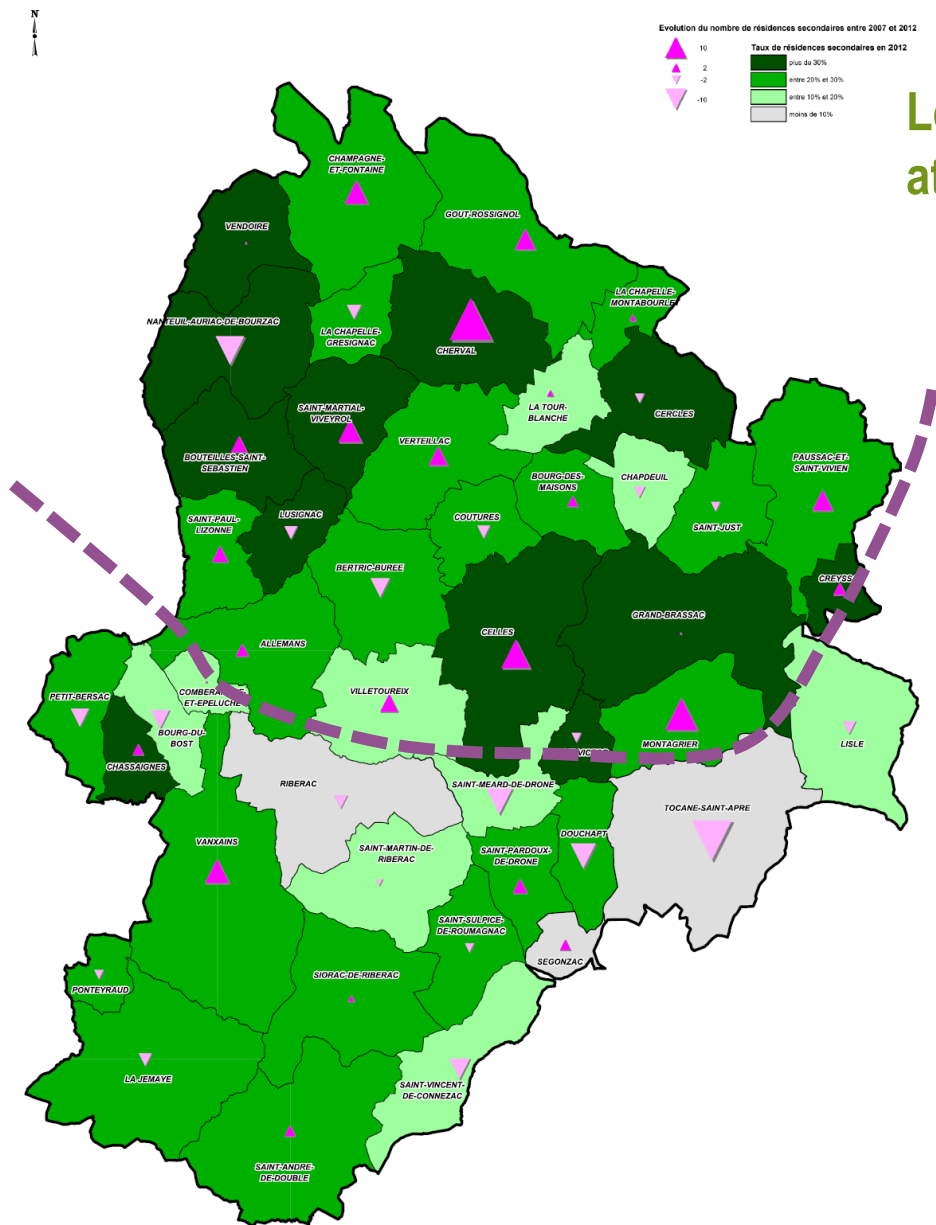 N
Evolution du nombre de résidences secondaires entre 2007 et 2012
10
2
-2
-10
Taux de résidences secondaires en 2012
plus de 30%
entre 20% et 30%
entre 10% et 20%
moins de 10%
CHAMPAGNE-
ET-FONTAINE
GOUT-ROSSIGNOL
VENDOIRE
LA CHAPELLE-
MONTABOURLET
NANTEUIL-AURIAC-DE-BOURZAC
LA CHAPELLE-
GRESIGNAC
CHERVAL
LA TOUR-
BLANCHE
CERCLES
SAINT-MARTIAL-
VIVEYROL
VERTEILLAC
BOUTEILLES-SAINT-
SEBASTIEN
PAUSSAC-ET-
SAINT-VIVIEN
BOURG-DES-
MAISONS
CHAPDEUIL
LUSIGNAC
COUTURES
SAINT-JUST
SAINT-PAUL-
LIZONNE
BERTRIC-BUREE
CREYSS
GRAND-BRASSAC
CELLES
ALLEMANS
PETIT-BERSAC
VILLETOUREIX
ET-EPELUCHE
BOURG-DU-
BOST
CHASSAIGNES
MONTAGRIER
LISLE
RIBERAC
SAINT-MEARD-DE-DRONE
TOCANE-SAINT-APRE
VANXAINS
SAINT-MARTIN-DE-
RIBERAC
SAINT-PARDOUX-
DE-DRONE
DOUCHAPT
SAINT-SULPICE-
DE-ROUMAGNAC
SEGONZAC
SIORAC-DE-RIBERAC
PONTEYRAUD
LA JEMAYE
SAINT-VINCENT-
DE-CONNEZAC
SAINT-ANDRE-
DE-DOUBLE